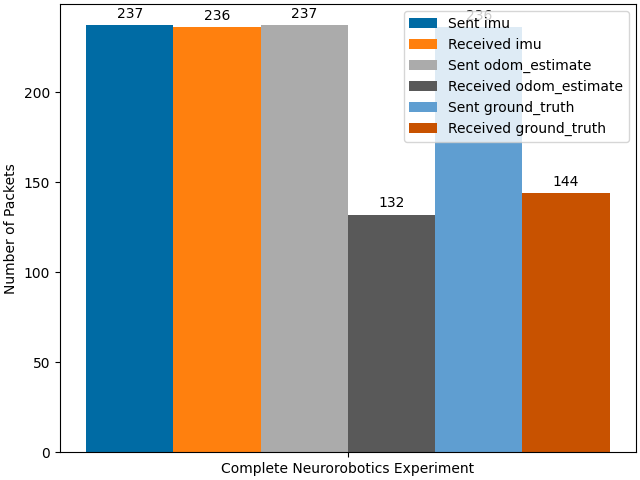 237
236
237
236
132
144
Sent imu
Received imu
Sent odom_estimate
Received odom_estimate
Sent ground_truth
Received ground_truth
Number of Packets
200
150
100
50
0
Complete Neurorobotics Experiment